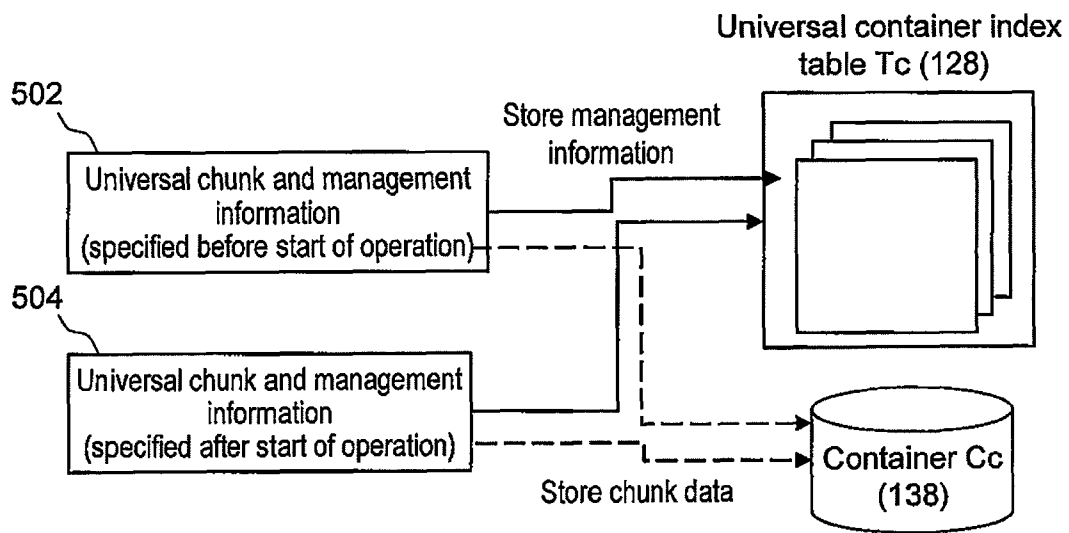 Universal container index
table Tc (128)
502
Store management
information
Universal chunk and management
information
(specified before start of operation)
504
Universal chunk and management
information
(specified after start of operation)
Store chunk data
Container Cc
(138)